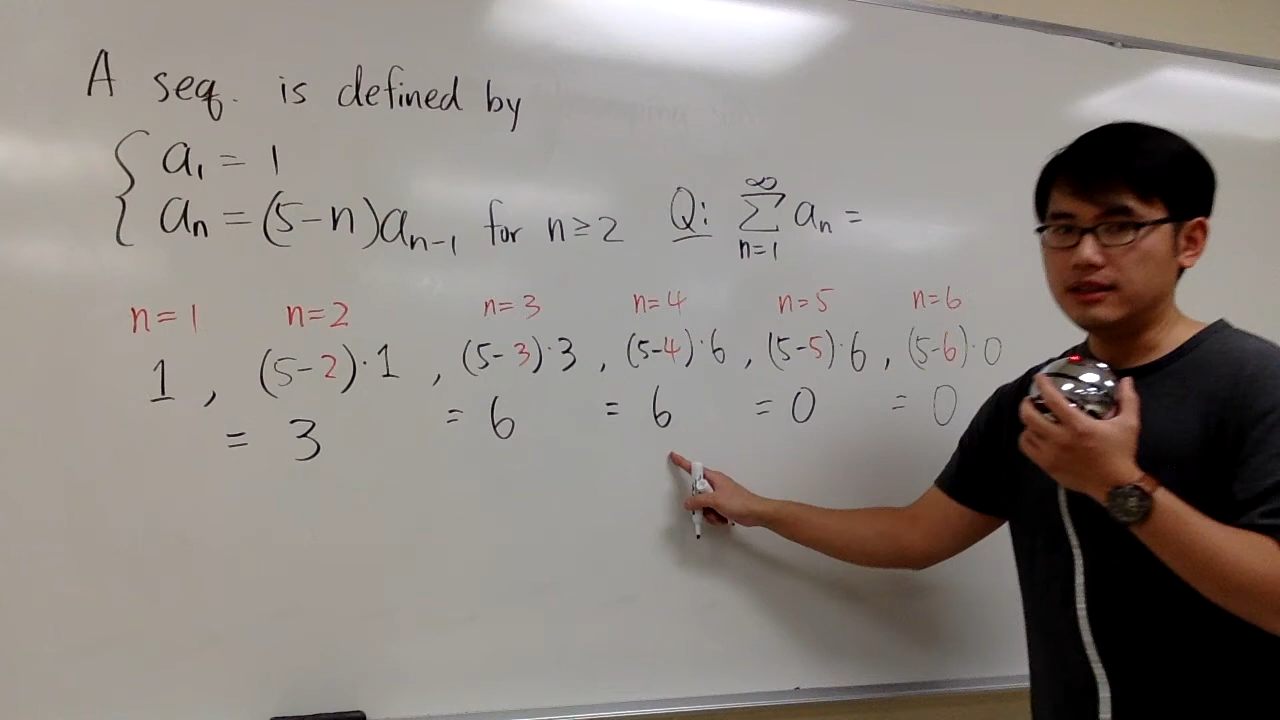 A seq. is defined by
a₁ = 1
aₙ = (5-n)aₙ₋₁ for n ≥ 2 Q: ∞ Σ n=1 aₙ =
n=1 n=2 n=3 n=4 n=5 n=6
1 , (5-2)·1 , (5-3)·3 , (5-4)·6 , (5-5)·6 , (5-6)·0
= 3 = 6 = 6 = 0 = 0